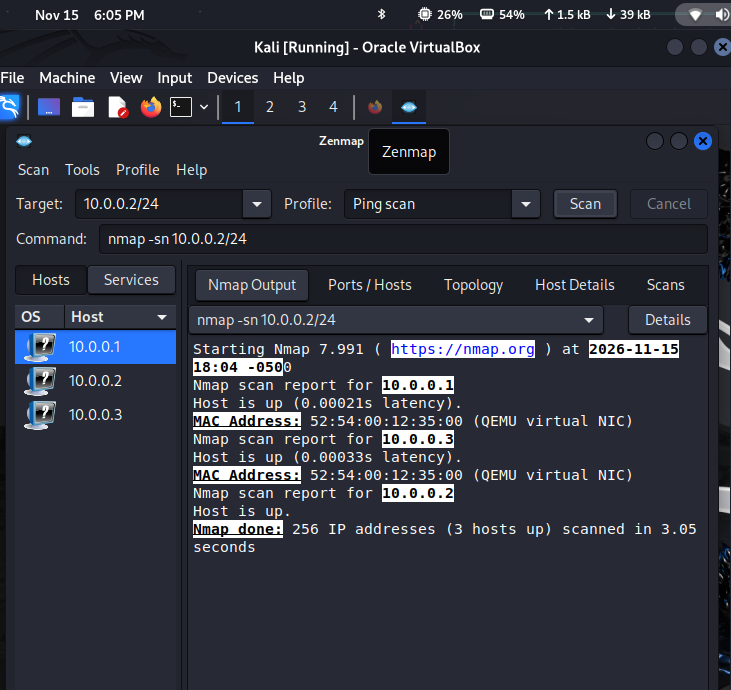 Nov 15 6:05 PM 26% 54% 1.5 kB 39 kB
Kali [Running] - Oracle VirtualBox
File Machine View Input Devices Help
1 2 3 4
Zenmap
Zenmap
Scan Tools Profile Help
Target: 10.0.0.2/24 Profile: Ping scan Scan Cancel
Command: nmap -sn 10.0.0.2/24
Hosts Services
Nmap Output Ports / Hosts Topology Host Details Scans
OS Host
nmap -sn 10.0.0.2/24 Details
10.0.0.1
10.0.0.2
10.0.0.3
Starting Nmap 7.991 ( https://nmap.org ) at 2026-11-15
18:04 -0500
Nmap scan report for 10.0.0.1
Host is up (0.00021s latency).
MAC Address: 52:54:00:12:35:00 (QEMU virtual NIC)
Nmap scan report for 10.0.0.3
Host is up (0.00033s latency).
MAC Address: 52:54:00:12:35:00 (QEMU virtual NIC)
Nmap scan report for 10.0.0.2
Host is up.
Nmap done: 256 IP addresses (3 hosts up) scanned in 3.05
seconds